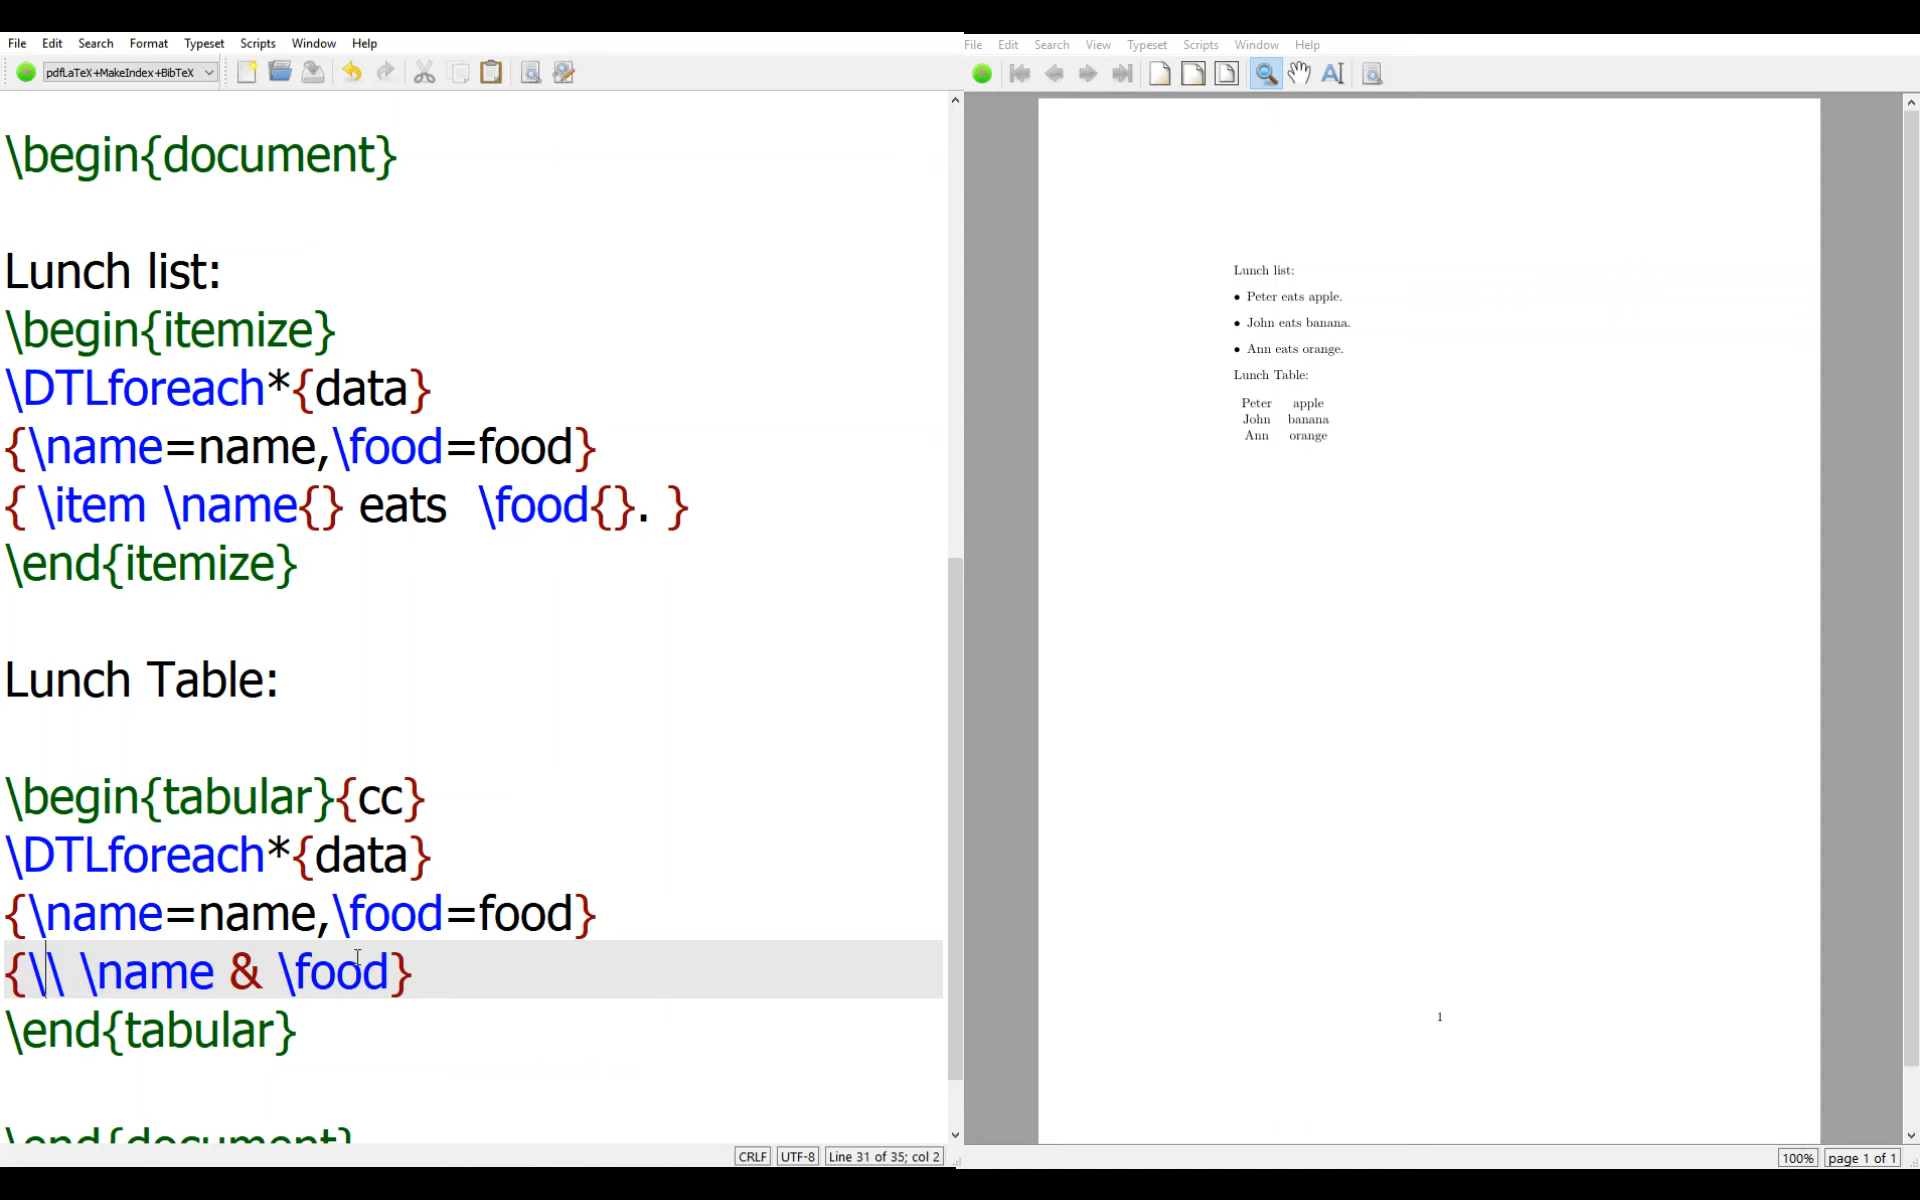 File Edit Search Format Typeset Scripts Window Help
pdfLaTeX+MakeIndex+BibTeX
\begin{document}
Lunch list:
\begin{itemize}
\DTLforeach*{data}
{\name=name,\food=food}
{ \item \name{} eats  \food{}. }
\end{itemize}
Lunch Table:
\begin{tabular}{cc}
\DTLforeach*{data}
{\name=name,\food=food}
{\\ \name & \food}
\end{tabular}
\end{document}
CRLF UTF-8 Line 31 of 35; col 2
File Edit Search View Typeset Scripts Window Help
Lunch list:
• Peter eats apple.
• John eats banana.
• Ann eats orange.
Lunch Table:
Peter apple
John banana
Ann orange
1
100% page 1 of 1